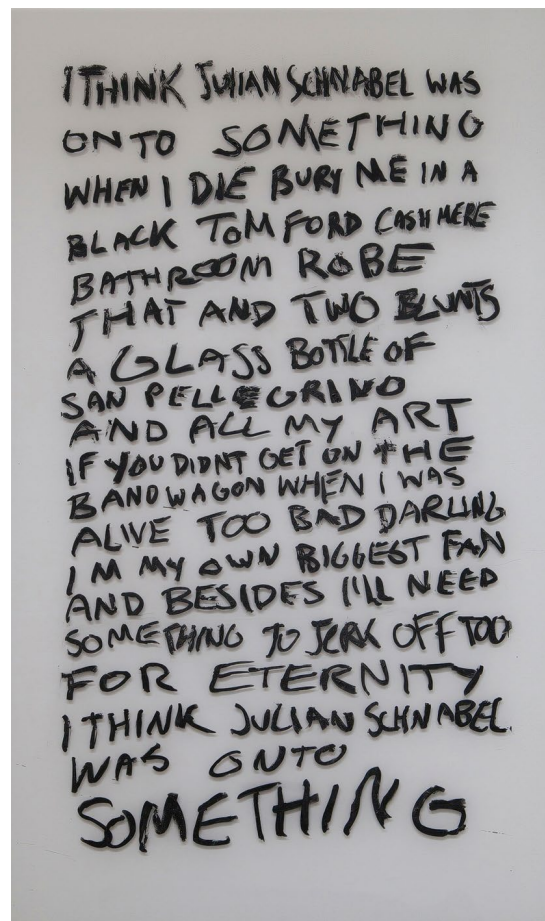 I THINK JULIAN SCHNABEL WAS
ONTO SOMETHING
WHEN I DIE BURY ME IN A
BLACK TOM FORD CASHMERE
BATHROOM ROBE
THAT AND TWO BLUNTS
A GLASS BOTTLE OF
SAN PELLEGRINO
AND ALL MY ART
IF YOU DIDNT GET ON THE
BANDWAGON WHEN I WAS
ALIVE TOO BAD DARLING
I M MY OWN BIGGEST FAN
AND BESIDES I'LL NEED
SOMETHING TO JERK OFF TOO
FOR ETERNITY
I THINK JULIAN SCHNABEL.
WAS ONTO
SOMETHING